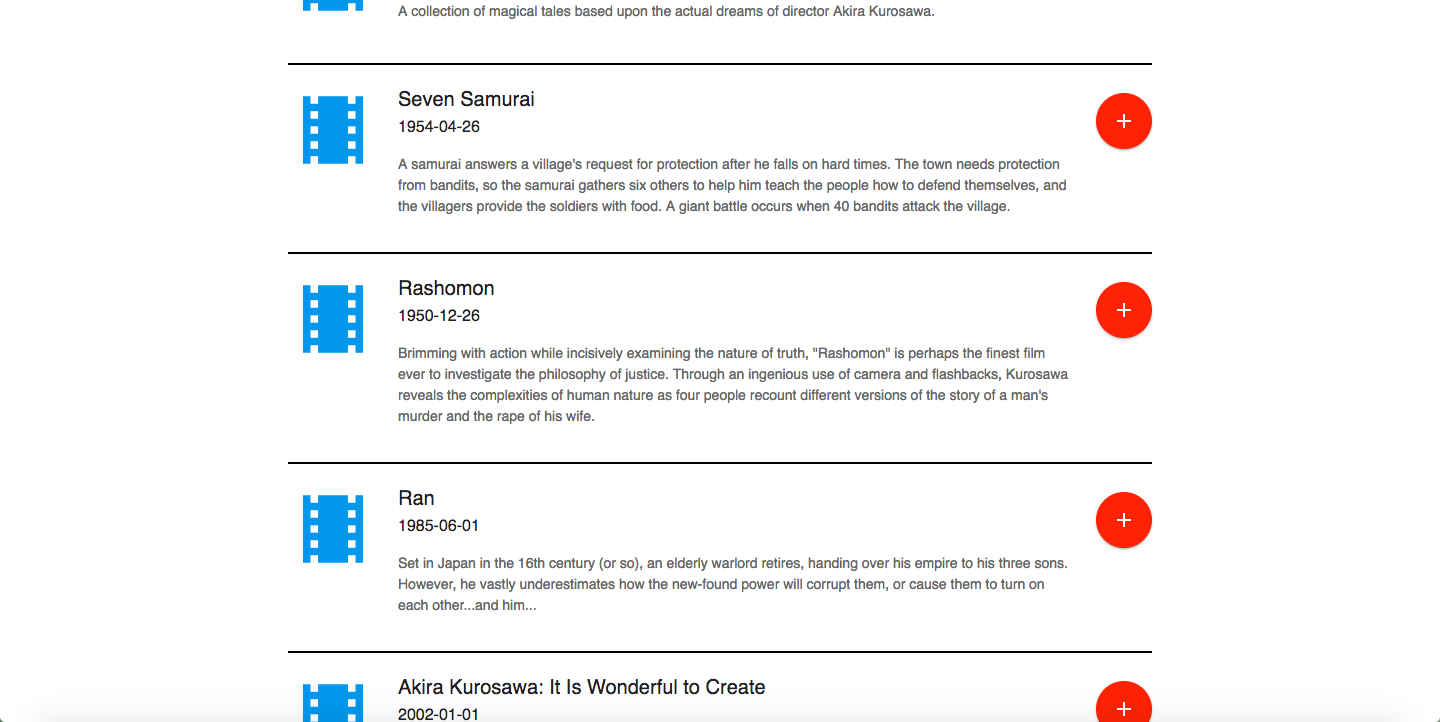 A collection of magical tales based upon the actual dreams of director Akira Kurosawa.
Seven Samurai
1954-04-26
A samurai answers a village's request for protection after he falls on hard times. The town needs protection
from bandits, so the samurai gathers six others to help him teach the people how to defend themselves, and
the villagers provide the soldiers with food. A giant battle occurs when 40 bandits attack the village.
Rashomon
1950-12-26
Brimming with action while incisively examining the nature of truth, "Rashomon" is perhaps the finest film
ever to investigate the philosophy of justice. Through an ingenious use of camera and flashbacks, Kurosawa
reveals the complexities of human nature as four people recount different versions of the story of a man's
murder and the rape of his wife.
Ran
1985-06-01
Set in Japan in the 16th century (or so), an elderly warlord retires, handing over his empire to his three sons.
However, he vastly underestimates how the new-found power will corrupt them, or cause them to turn on
each other...and him...
Akira Kurosawa: It Is Wonderful to Create
2002-01-01